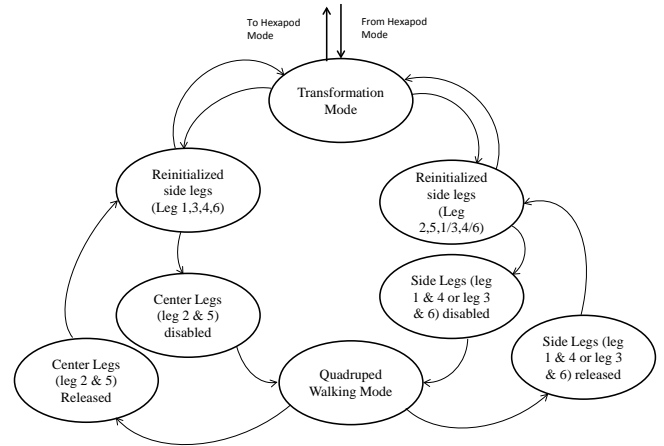 To Hexapod
Mode
From Hexapod
Mode
Transformation
Mode
Reinitialized
side legs
(Leg 1,3,4,6)
Reinitialized
side legs
(Leg
2,5,1/3,4/6)
Center Legs
(leg 2 & 5)
disabled
Side Legs (leg
1 & 4 or leg 3
& 6) disabled
Center Legs
(leg 2 & 5)
Released
Quadruped
Walking Mode
Side Legs (leg
1 & 4 or leg 3
& 6) released